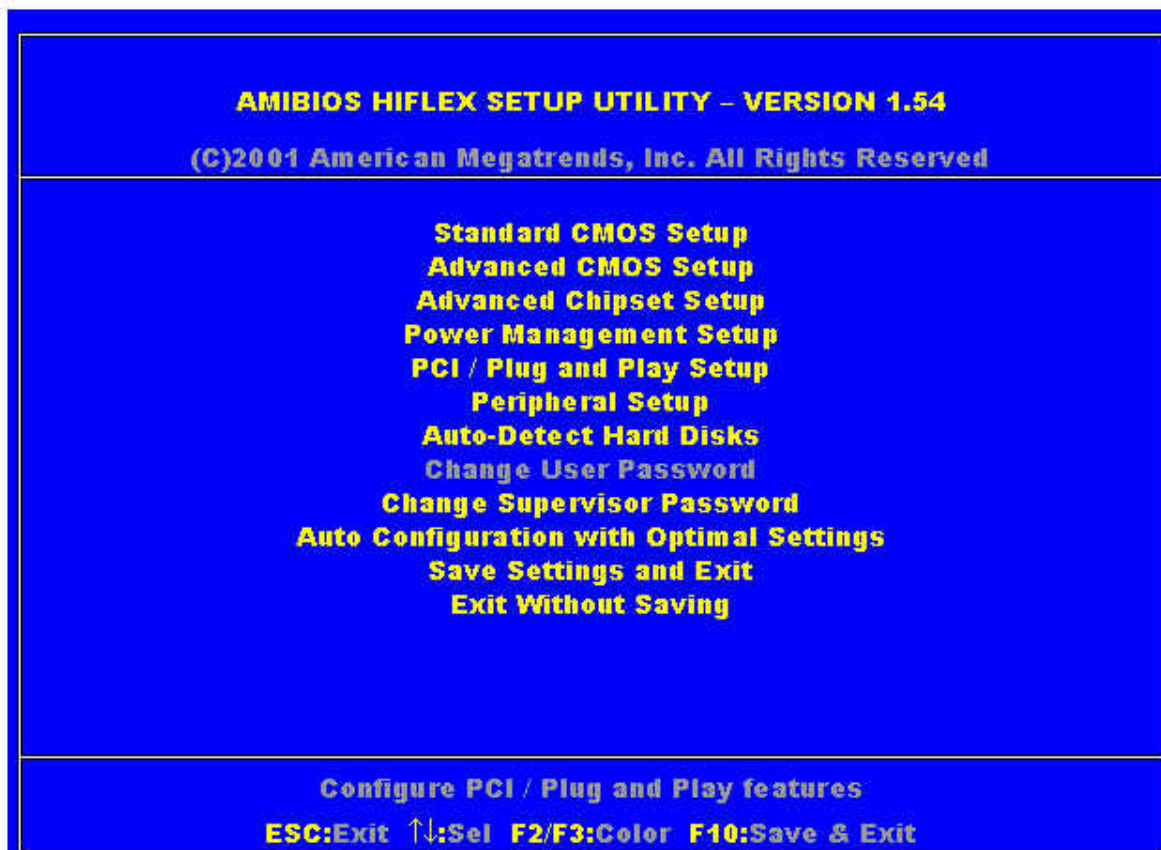 AMIBIOS HIFLEX SETUP UTILITY – VERSION 1.54
(C)2001 American Megatrends, Inc. All Rights Reserved
Standard CMOS Setup
Advanced CMOS Setup
Advanced Chipset Setup
Power Management Setup
PCI / Plug and Play Setup
Peripheral Setup
Auto-Detect Hard Disks
Change User Password
Change Supervisor Password
Auto Configuration with Optimal Settings
Save Settings and Exit
Exit Without Saving
Configure PCI / Plug and Play features
ESC:Exit ↑↓:Sel F2/F3:Color F10:Save & Exit